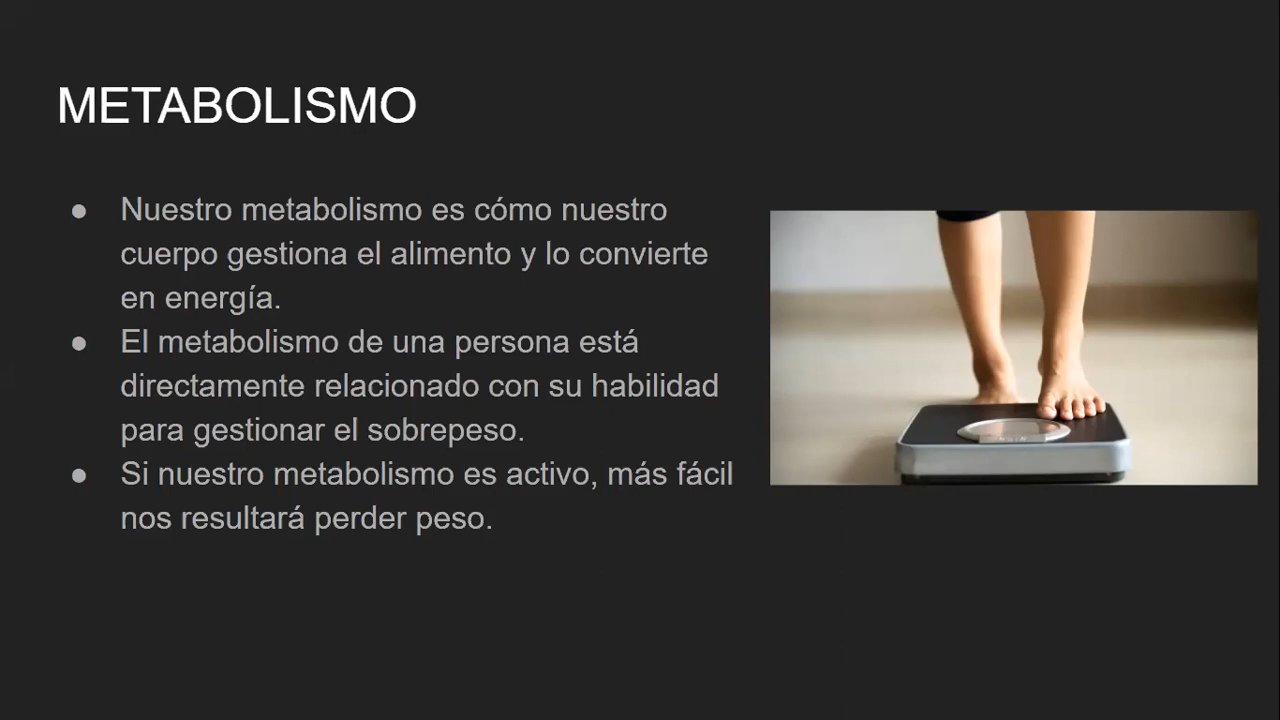 METABOLISMO
● Nuestro metabolismo es cómo nuestro
cuerpo gestiona el alimento y lo convierte
en energía.
● El metabolismo de una persona está
directamente relacionado con su habilidad
para gestionar el sobrepeso.
● Si nuestro metabolismo es activo, más fácil
nos resultará perder peso.